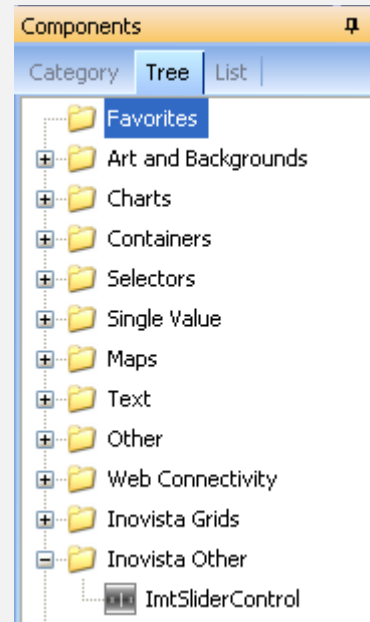 Components
Category Tree List
Favorites
Art and Backgrounds
Charts
Containers
Selectors
Single Value
Maps
Text
Other
Web Connectivity
Inovista Grids
Inovista Other
ImtSliderControl